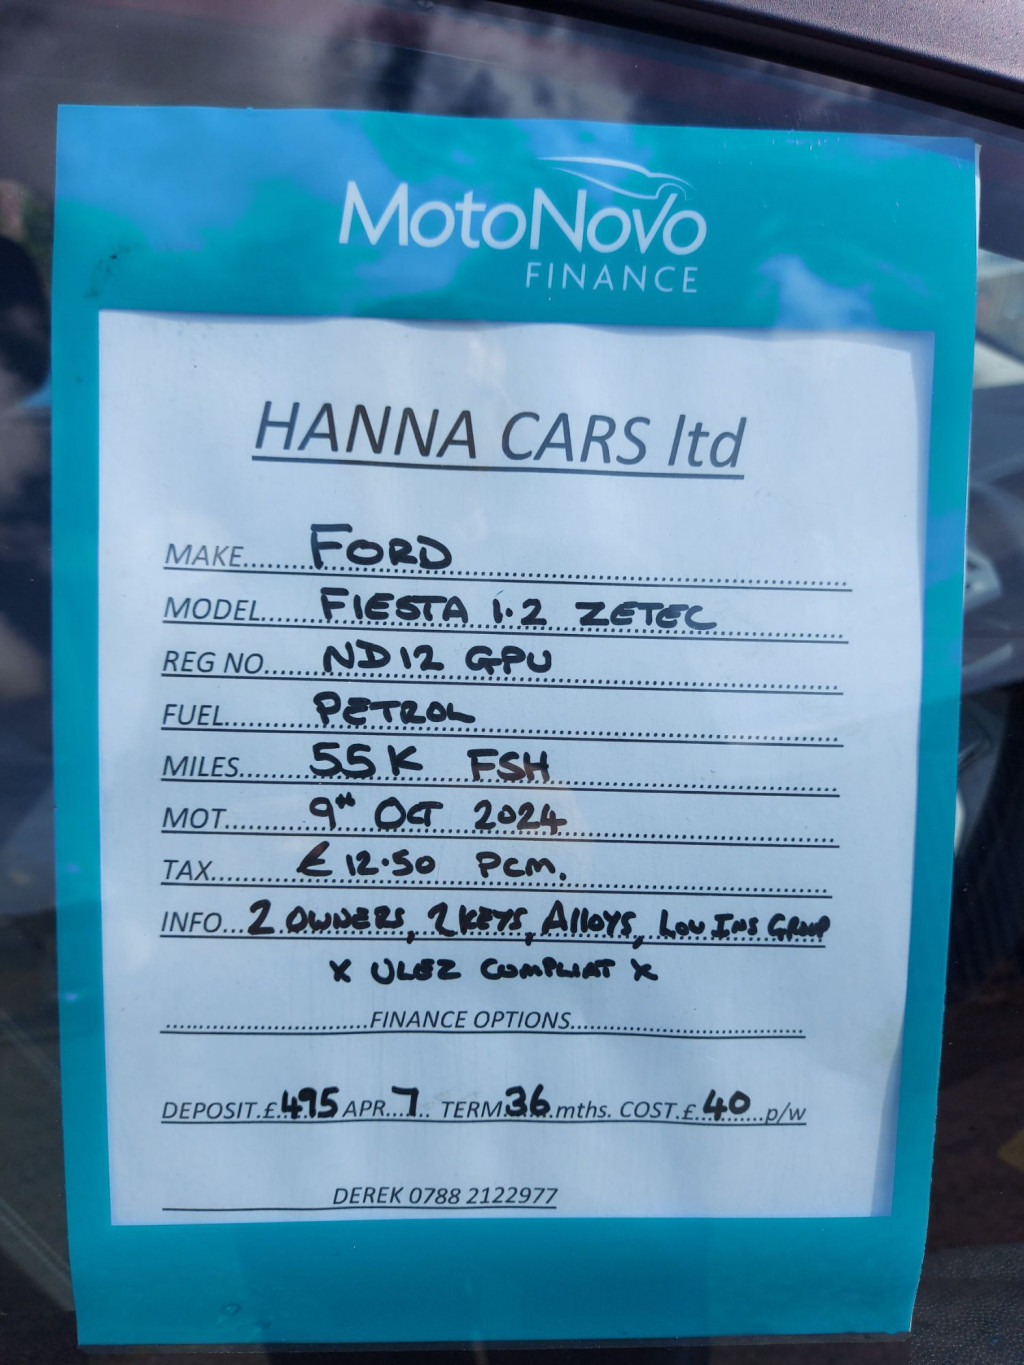 MotoNovo
FINANCE
HANNA CARS ltd
MAKE......FORD
MODEL......FIESTA 1.2 ZETEC
REG NO......ND12 GPU
FUEL......PETROL
MILES......55K FSH
MOT......9TH OCT 2024
TAX......£12.50 PCM.
INFO...2 OWNERS, 2 KEYS, Alloys, Low Ins Group
x ULEZ COMPLIAT x
......FINANCE OPTIONS......
DEPOSIT.£.495 APR...7.. TERM.36.mths. COST.£.40.....p/w
DEREK 0788 2122977